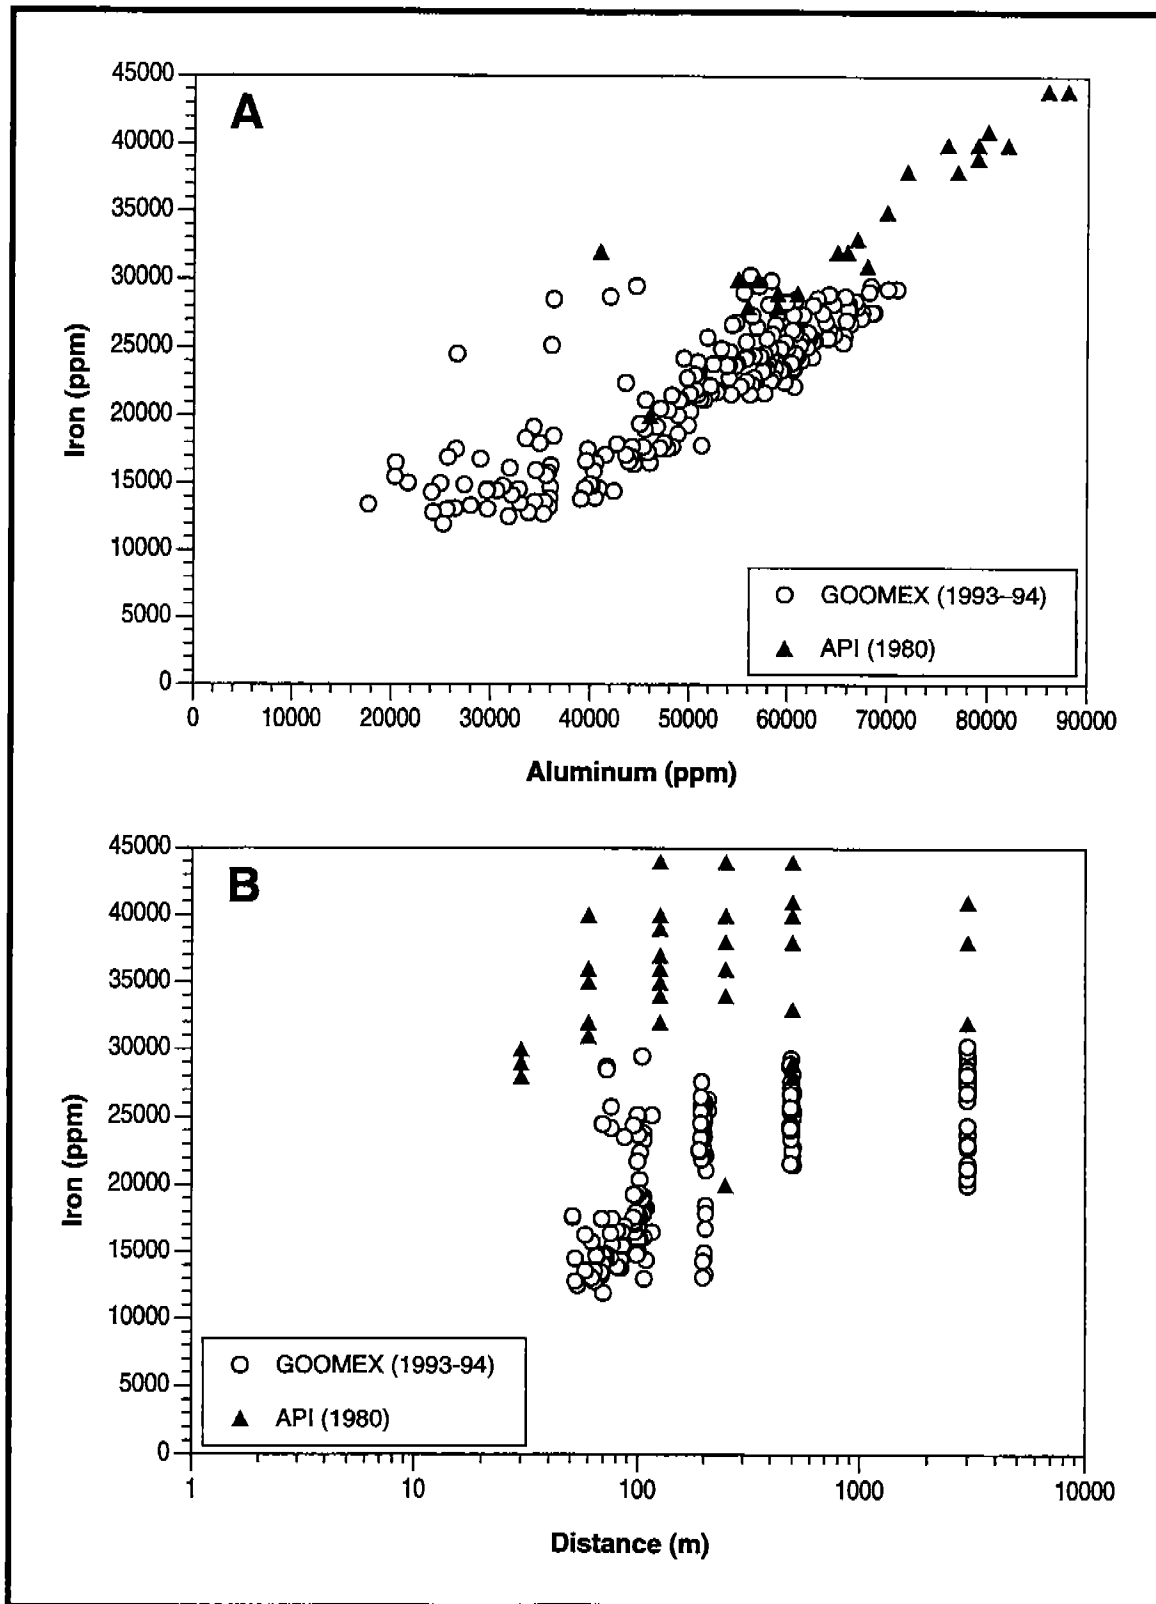 A
45000
40000
35000
30000
25000
20000
15000
10000
5000
0
Iron (ppm)
GOOMEX (1993-94)
API (1980)
0 10000 20000 30000 40000 50000 60000 70000 80000 90000
Aluminum (ppm)
B
45000
40000
35000
30000
25000
20000
15000
10000
5000
0
Iron (ppm)
GOOMEX (1993-94)
API (1980)
1 10 100 1000 10000
Distance (m)